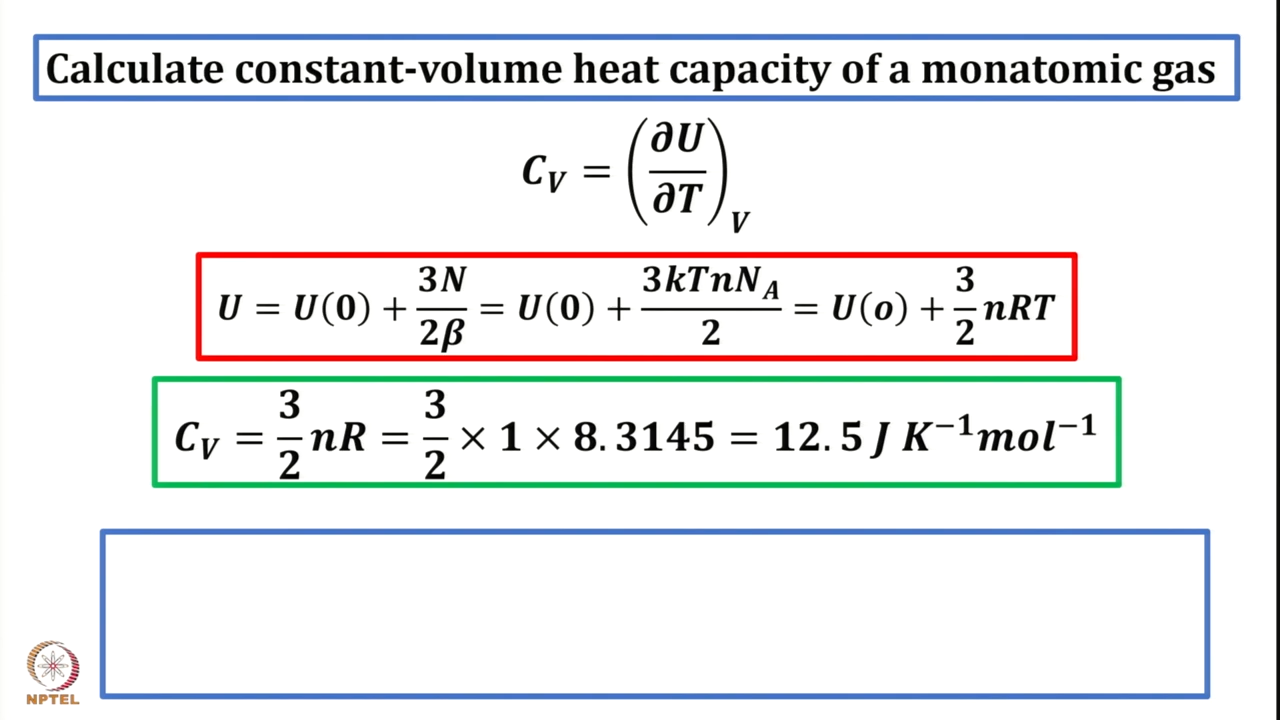 Calculate constant-volume heat capacity of a monatomic gas
C_V = (∂U/∂T)_V
U = U(0) + 3N/2β = U(0) + 3kTnN_A/2 = U(o) + 3/2 nRT
C_V = 3/2 nR = 3/2 × 1 × 8.3145 = 12.5 J K⁻¹mol⁻¹
NPTEL